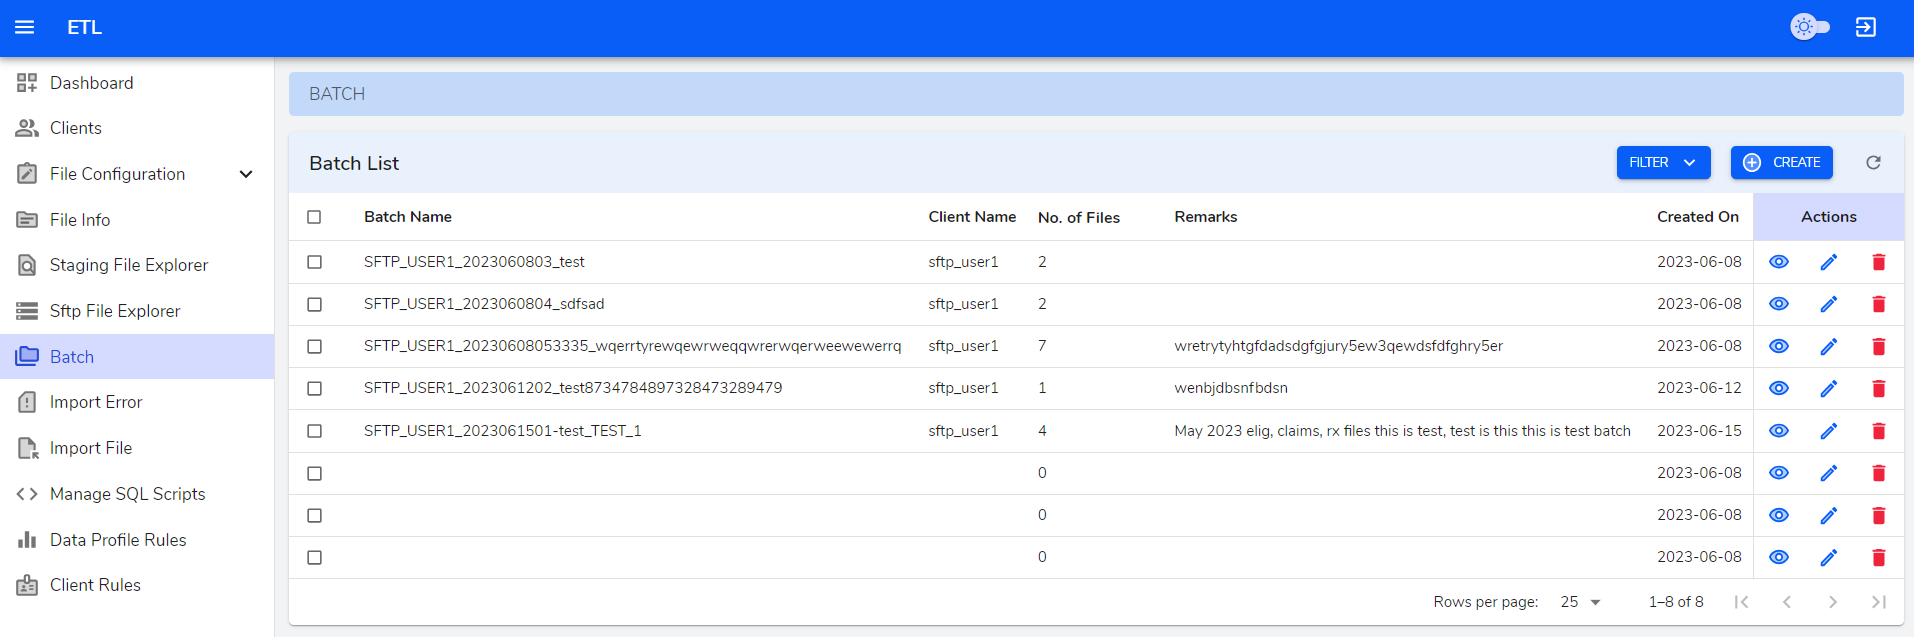 ETL
Dashboard
Clients
File Configuration
File Info
Staging File Explorer
Sftp File Explorer
Batch
Import Error
Import File
Manage SQL Scripts
Data Profile Rules
Client Rules
BATCH
Batch List
FILTER
CREATE
Batch Name Client Name No. of Files Remarks Created On Actions
SFTP_USER1_2023060803_test sftp_user1 2 2023-06-08
SFTP_USER1_2023060804_sdfsad sftp_user1 2 2023-06-08
SFTP_USER1_20230608053335_wqerrtyrewqewrweqqwrerwqerweewewerrq sftp_user1 7 wretrytyhtgfdadsdgfgjury5ew3qewdsfdfghry5er 2023-06-08
SFTP_USER1_2023061202_test8734784897328473289479 sftp_user1 1 wenbjdbsnfbdsn 2023-06-12
SFTP_USER1_2023061501-test_TEST_1 sftp_user1 4 May 2023 elig, claims, rx files this is test, test is this this is test batch 2023-06-15
0 2023-06-08
0 2023-06-08
0 2023-06-08
Rows per page: 25 1–8 of 8